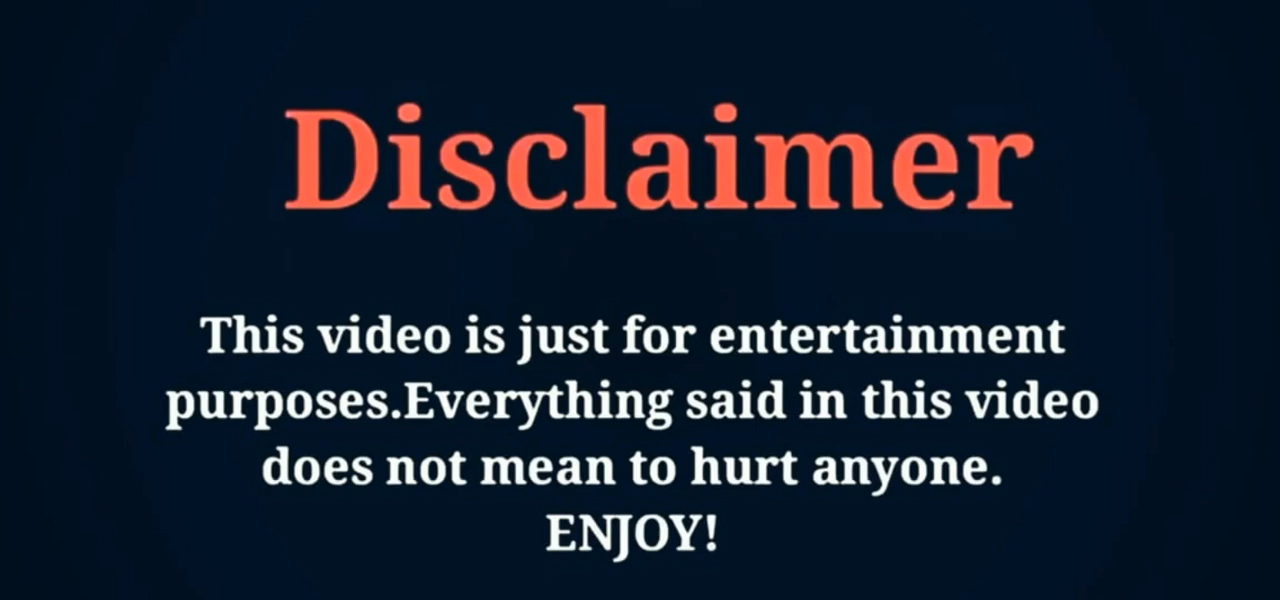 Disclaimer
This video is just for entertainment
purposes.Everything said in this video
does not mean to hurt anyone.
ENJOY!